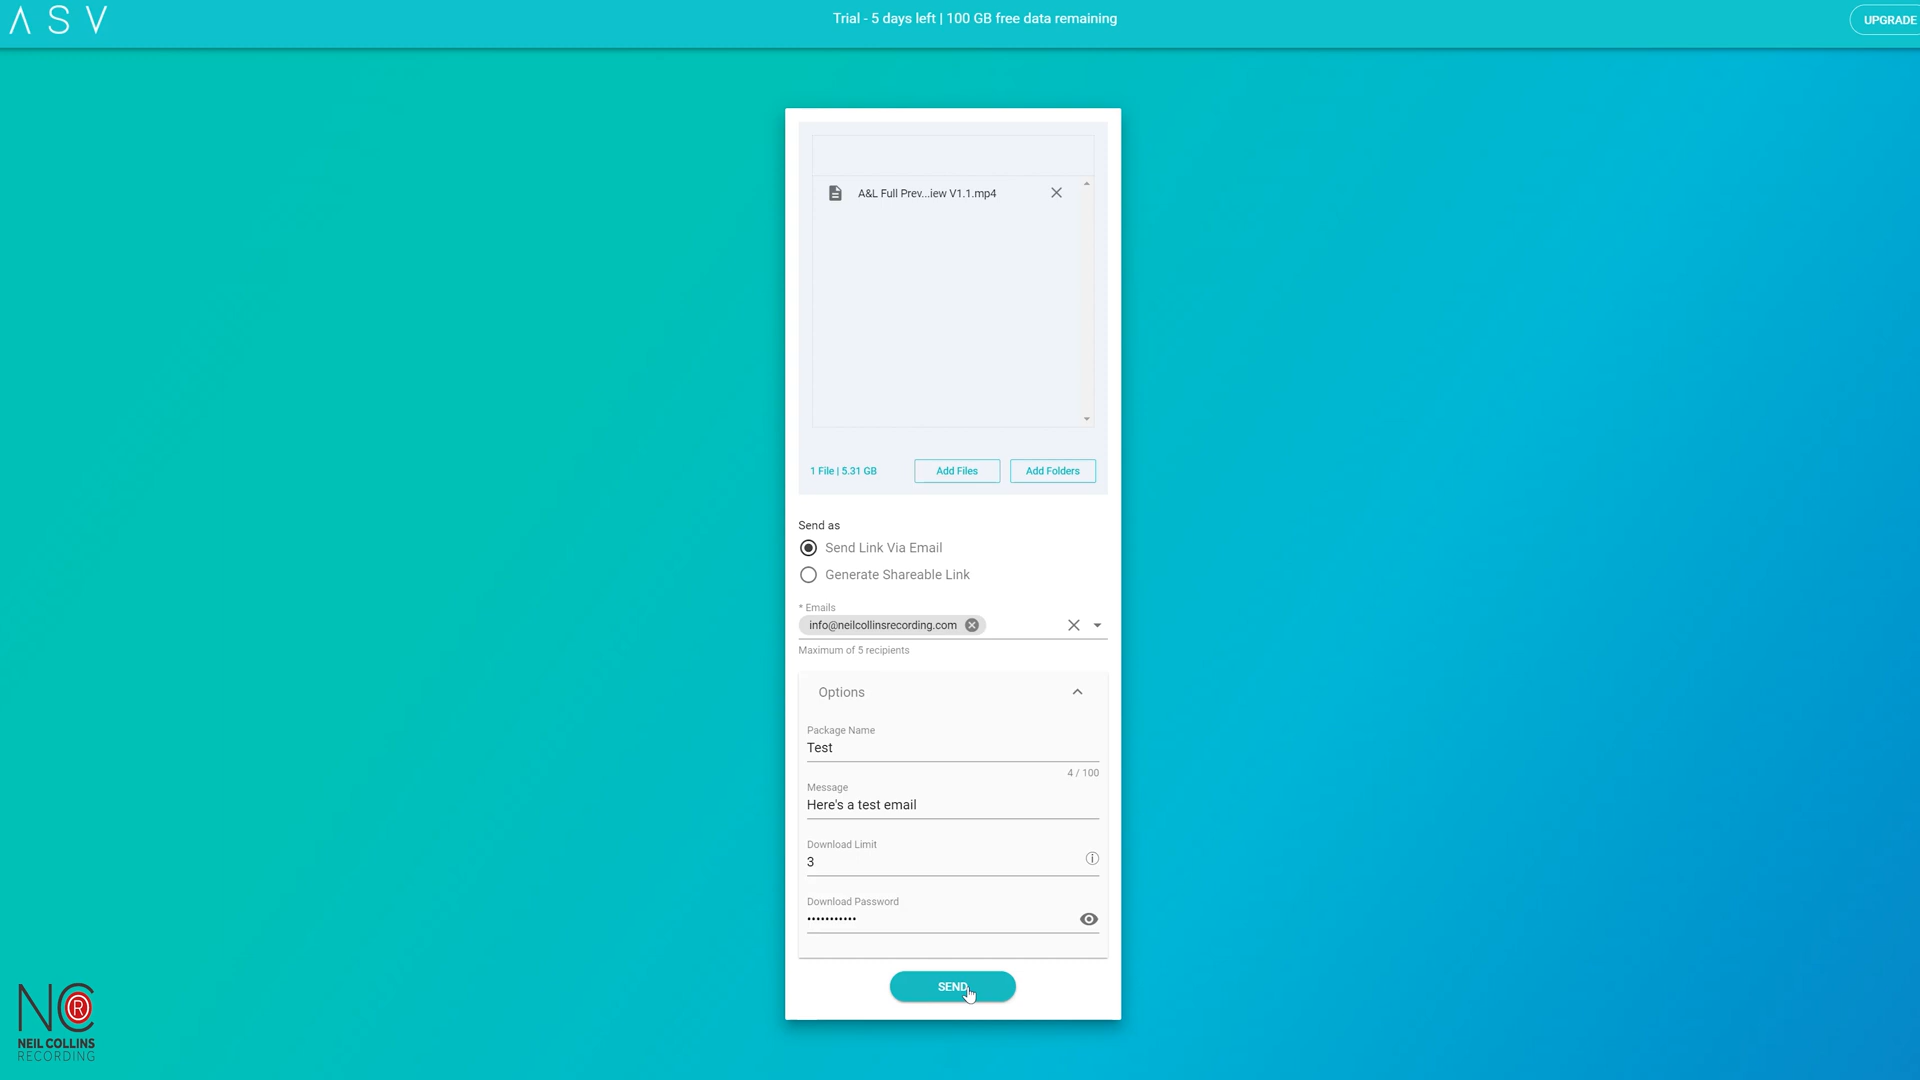 ASV
Trial - 5 days left | 100 GB free data remaining
UPGRADE
A&L Full Prev...iew V1.1.mp4
1 File | 5.31 GB
Add Files
Add Folders
Send as
Send Link Via Email
Generate Shareable Link
* Emails
info@neilcollinsrecording.com
Maximum of 5 recipients
Options
Package Name
Test
4 / 100
Message
Here's a test email
Download Limit
3
Download Password
•••••••••••
SEND
NCR
NEIL COLLINS
RECORDING